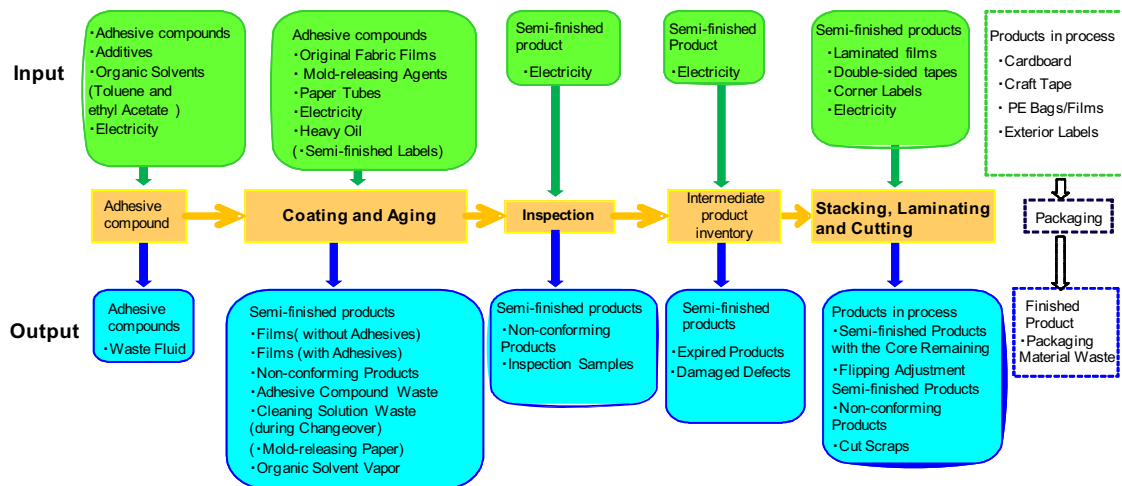 Input
Adhesive compounds
・Additives
・Organic Solvents
(Toluene and
ethyl Acetate )
・Electricity
Adhesive compounds
・Original Fabric Films
・Mold-releasing Agents
・Paper Tubes
・Electricity
・Heavy Oil
(・Semi-finished Labels)
Semi-finished
product
・Electricity
Semi-finished
Product
・Electricity
Semi-finished products
・Laminated films
・Double-sided tapes
・Corner Labels
・Electricity
Products in process
・Cardboard
・Craft Tape
・PE Bags/Films
・Exterior Labels
Adhesive
compound
Coating and Aging
Inspection
Intermediate
product
inventory
Stacking, Laminating
and Cutting
Packaging
Output
Adhesive
compounds
・Waste Fluid
Semi-finished products
・Films( without Adhesives)
・Films (with Adhesives)
・Non-conforming Products
・Adhesive Compound Waste
・Cleaning Solution Waste
(during Changeover)
(・Mold-releasing Paper)
・Organic Solvent Vapor
Semi-finished products
・Non-conforming
Products
・Inspection Samples
Semi-finished
products
・Expired Products
・Damaged Defects
Products in process
・Semi-finished Products
with the Core Remaining
・Flipping Adjustment
Semi-finished Products
・Non-conforming
Products
・Cut Scraps
Finished
Product
・Packaging
Material Waste